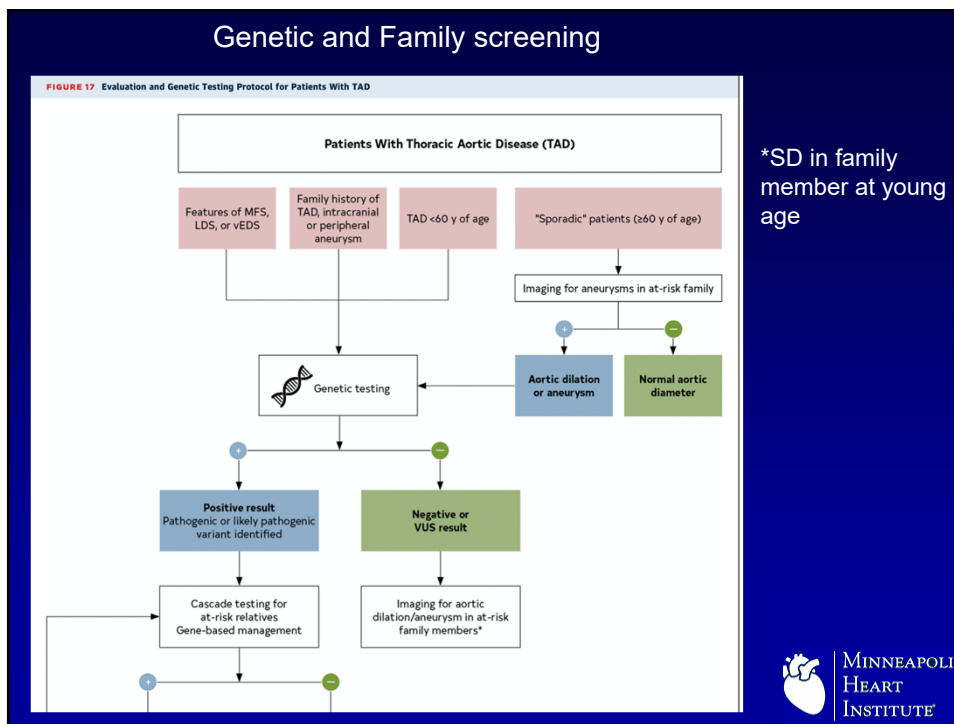 Genetic and Family screening
FIGURE 17 Evaluation and Genetic Testing Protocol for Patients With TAD
Patients With Thoracic Aortic Disease (TAD)
*SD in family
member at young
age
Features of MFS,
LDS, or vEDS
Family history of
TAD, intracranial
or peripheral
aneurysm
TAD <60 y of age
"Sporadic" patients (≥60 y of age)
Imaging for aneurysms in at-risk family
+
−
Aortic dilation
or aneurysm
Normal aortic
diameter
Genetic testing
+
−
Positive result
Pathogenic or likely pathogenic
variant identified
Negative or
VUS result
Cascade testing for
at-risk relatives
Gene-based management
Imaging for aortic
dilation/aneurysm in at-risk
family members*
+
−
MINNEAPOLI
HEART
INSTITUTE